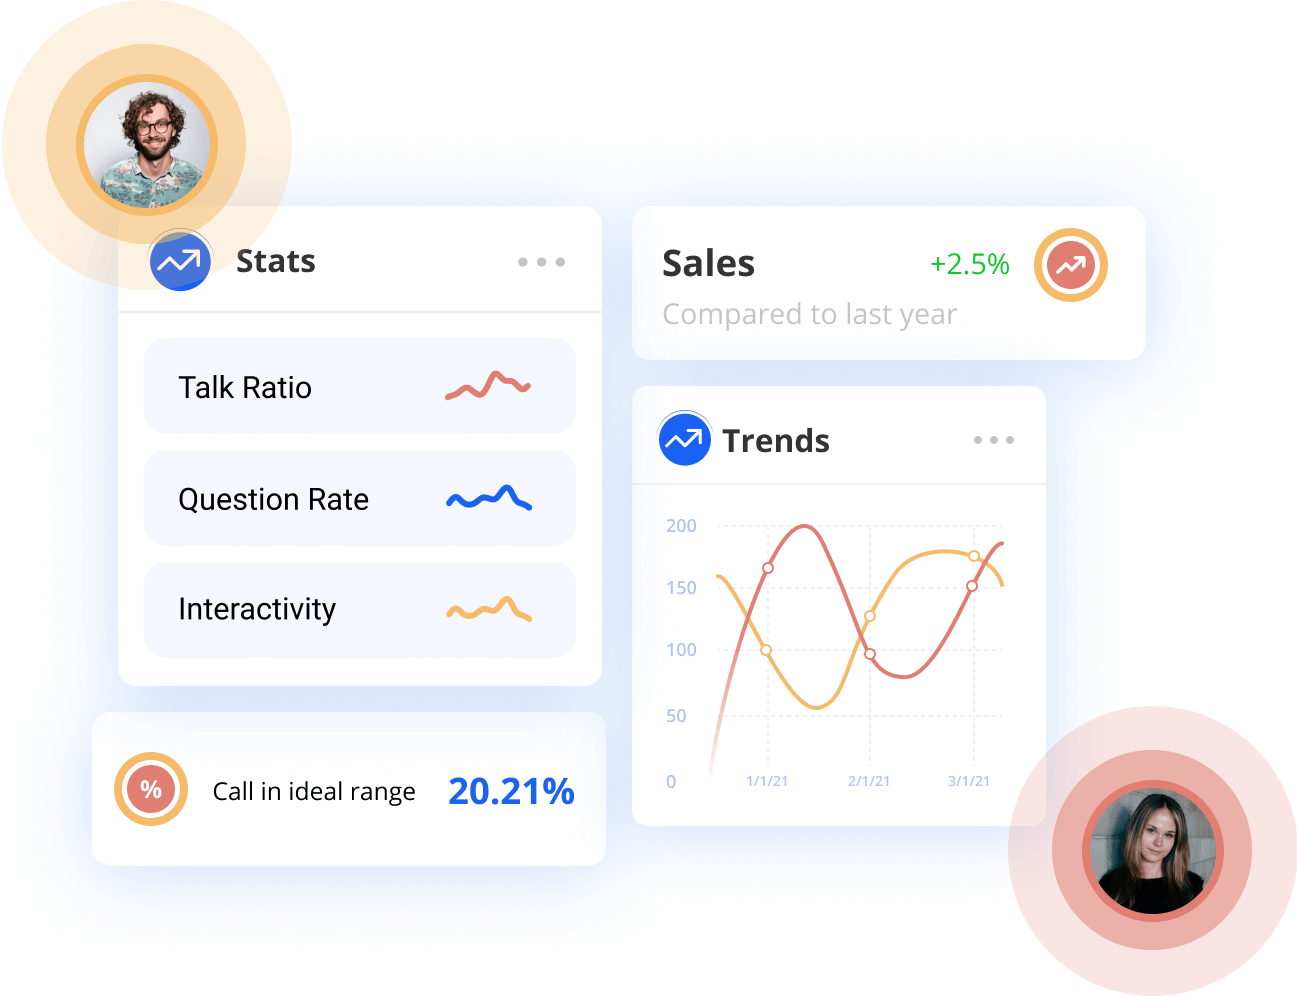 Stats
Talk Ratio
Question Rate
Interactivity
% Call in ideal range 20.21%
Sales +2.5%
Compared to last year
Trends
200
150
100
50
0
1/1/21 2/1/21 3/1/21